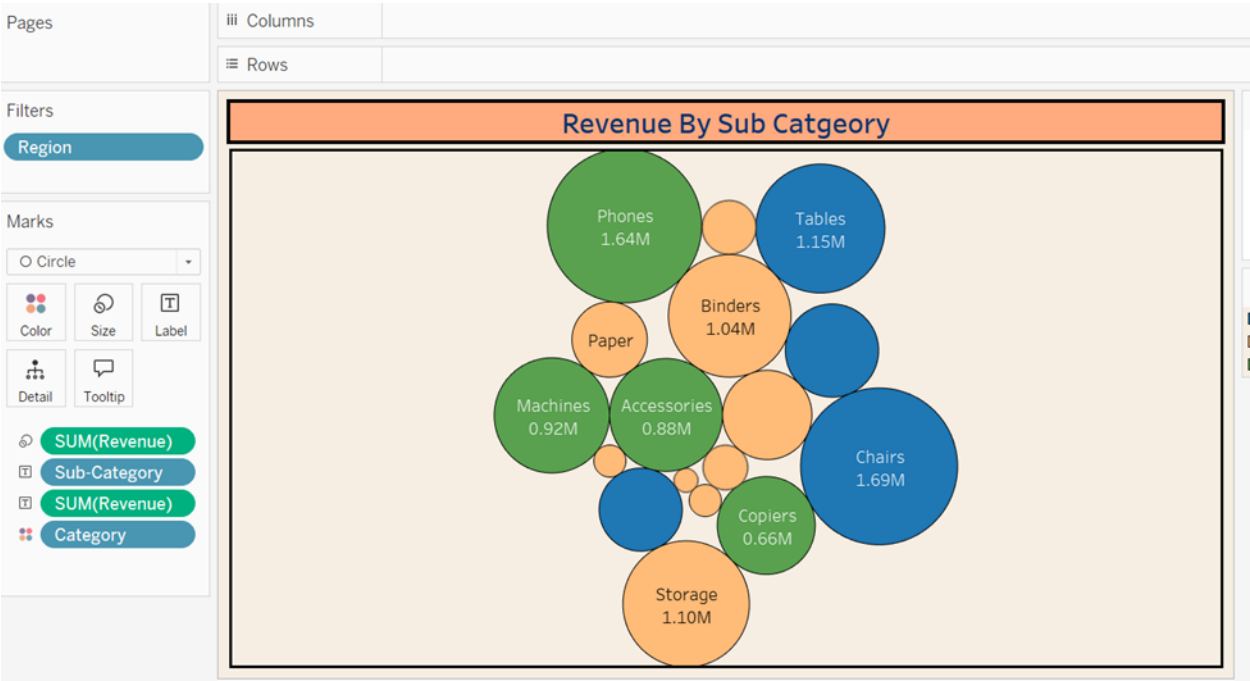 Pages
Columns
Rows
Filters
Region
Marks
Circle
Color
Size
Label
Detail
Tooltip
SUM(Revenue)
Sub-Category
SUM(Revenue)
Category
Revenue By Sub Catgeory
Phones
1.64M
Tables
1.15M
Binders
1.04M
Paper
Machines
0.92M
Accessories
0.88M
Chairs
1.69M
Copiers
0.66M
Storage
1.10M